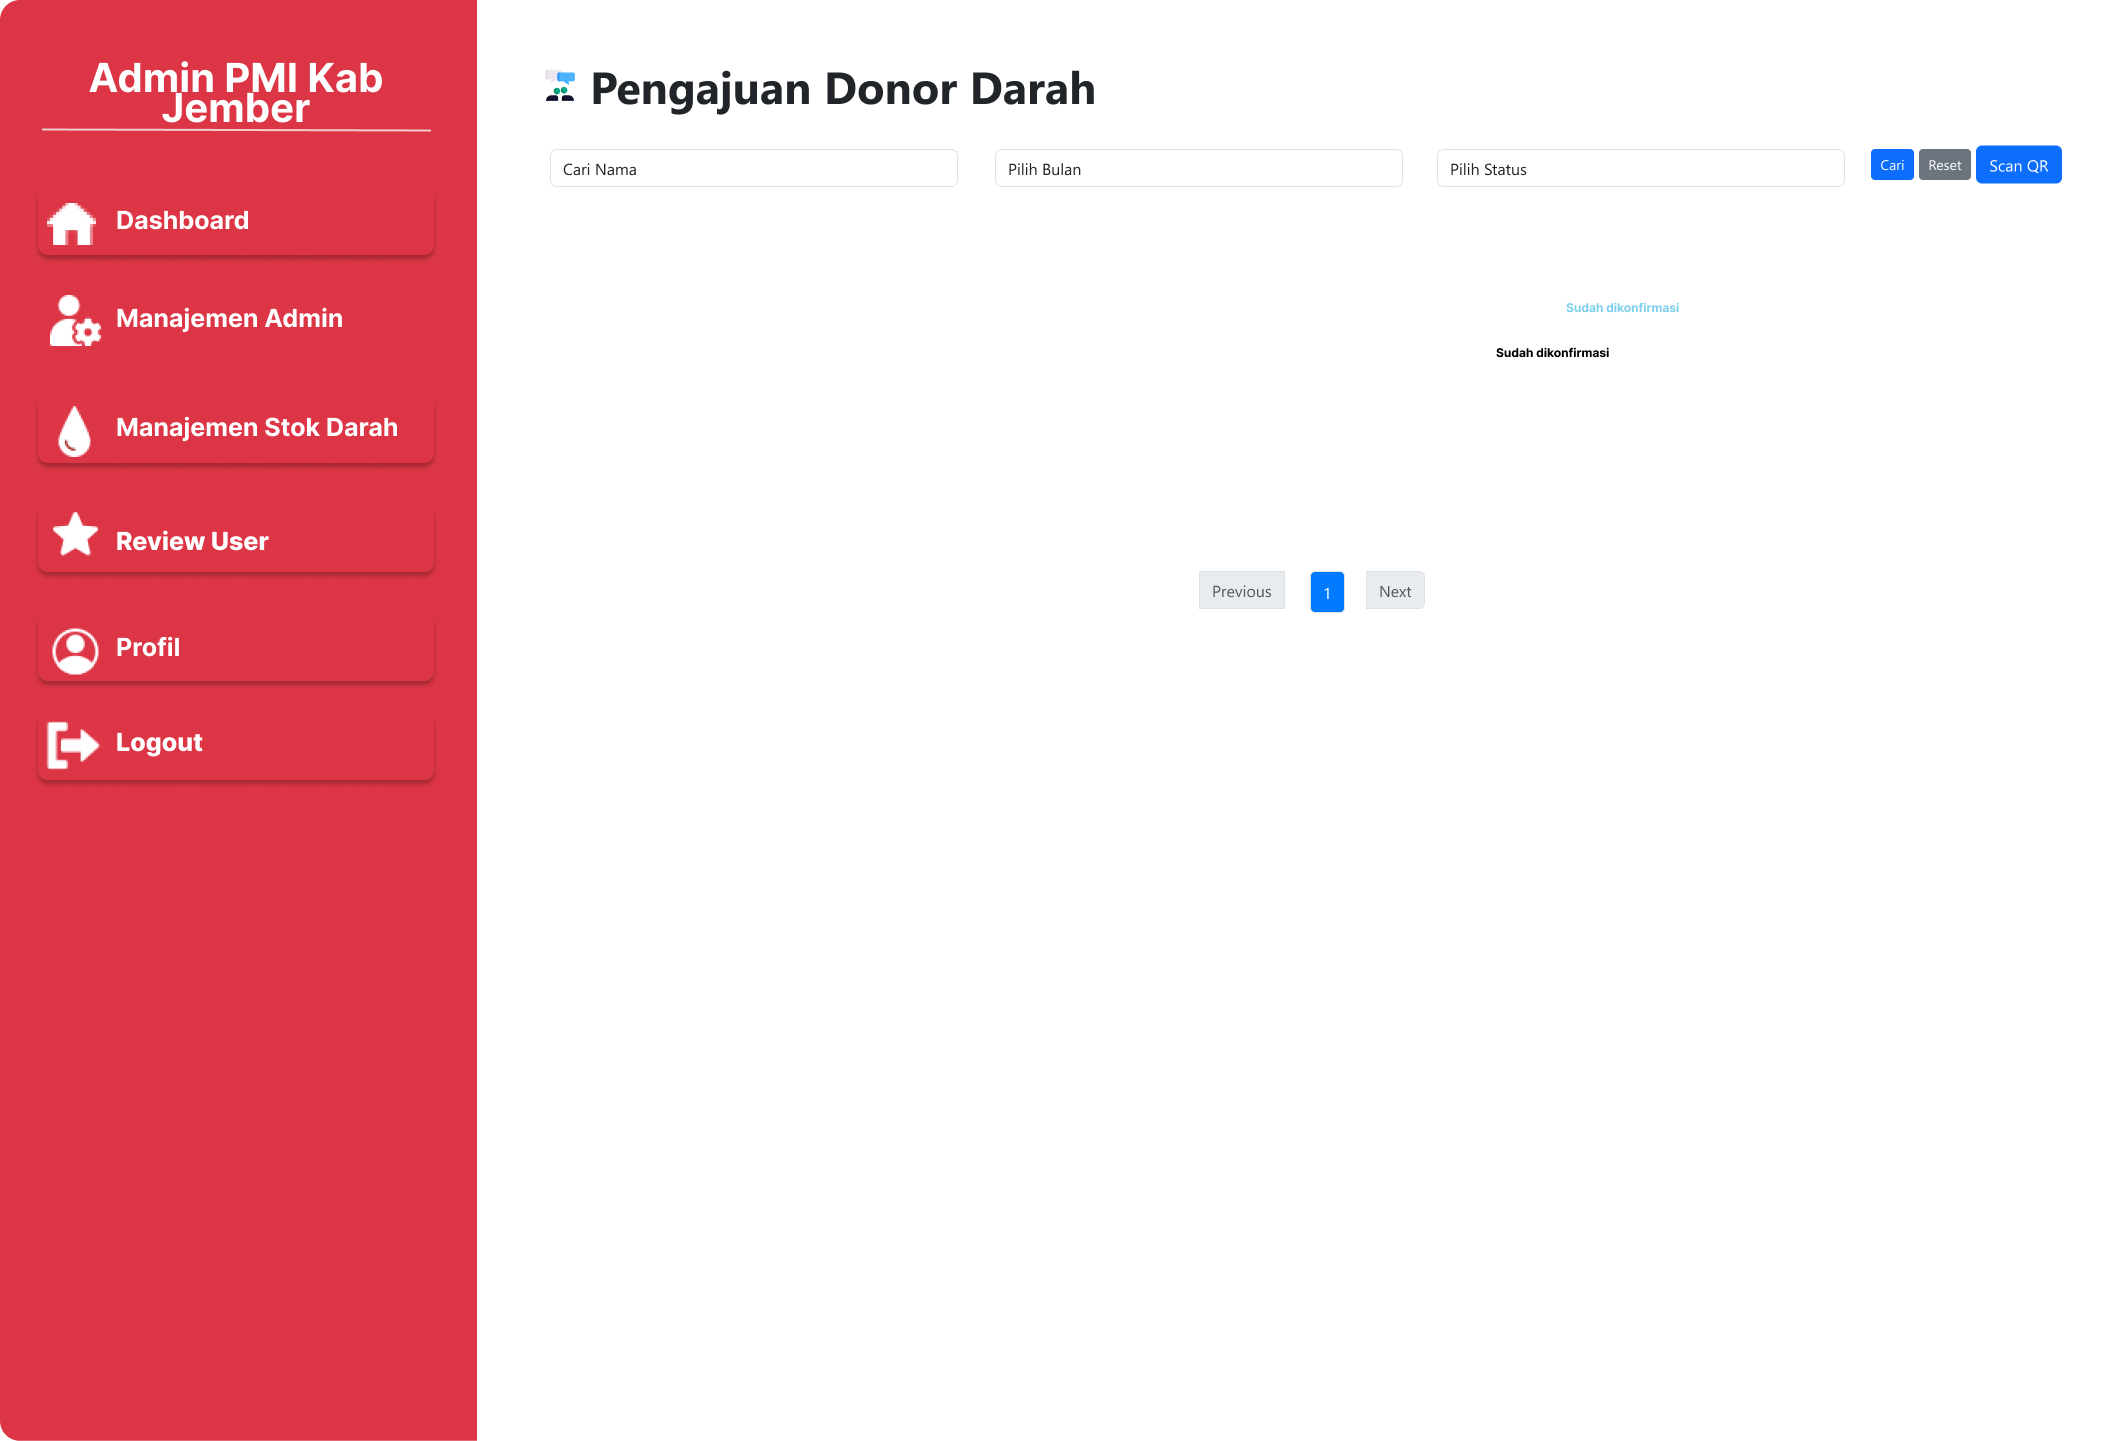 Admin PMI Kab
Jember
Dashboard
Manajemen Admin
Manajemen Stok Darah
Review User
Profil
Logout
Pengajuan Donor Darah
Cari Nama
Pilih Bulan
Pilih Status
Cari
Reset
Scan QR
Sudah dikonfirmasi
Sudah dikonfirmasi
Previous
1
Next